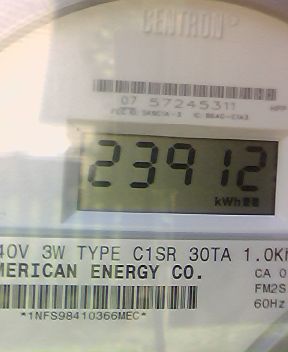 CENTRON
07 57245311
23912
kWh
40V 3W TYPE C1SR 30TA 1.0K
MERICAN ENERGY CO.
CA 0
FM2S
60Hz
*1NFS98410366MEC*